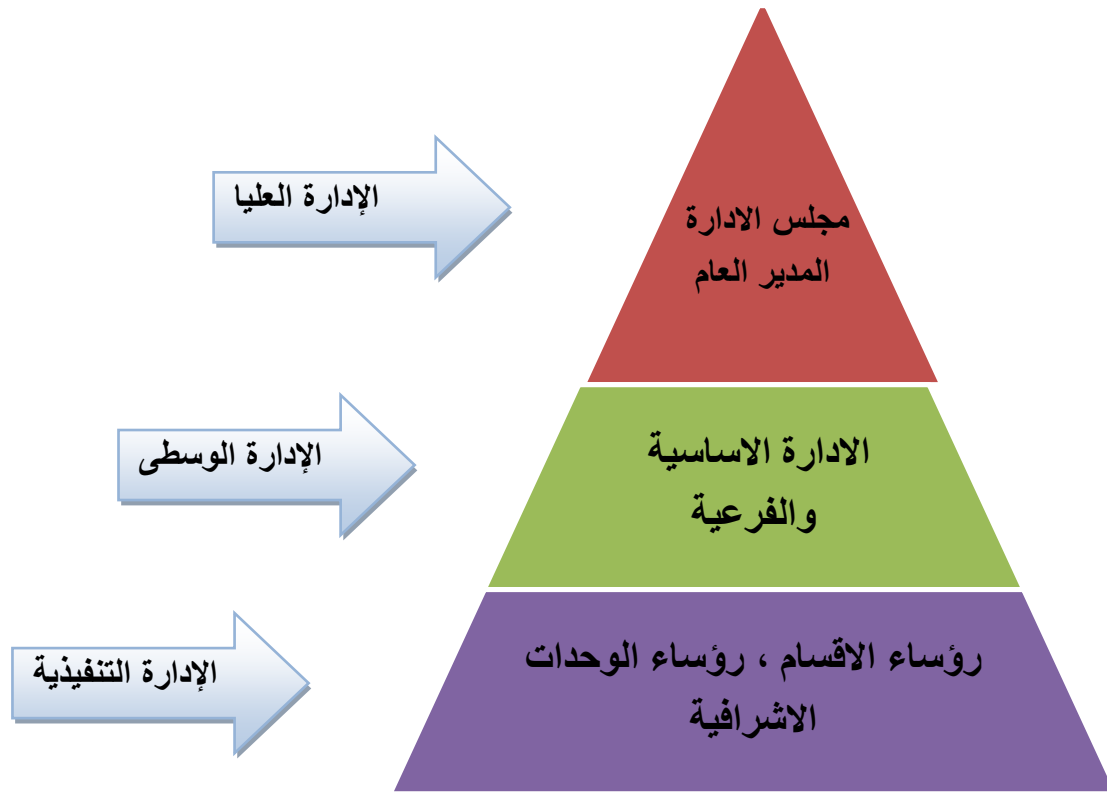 الإدارة العليا
مجلس الادارة
المدير العام
الإدارة الوسطى
الادارة الاساسية
والفرعية
الإدارة التنفيذية
رؤساء الاقسام ، رؤساء الوحدات
الاشرافية